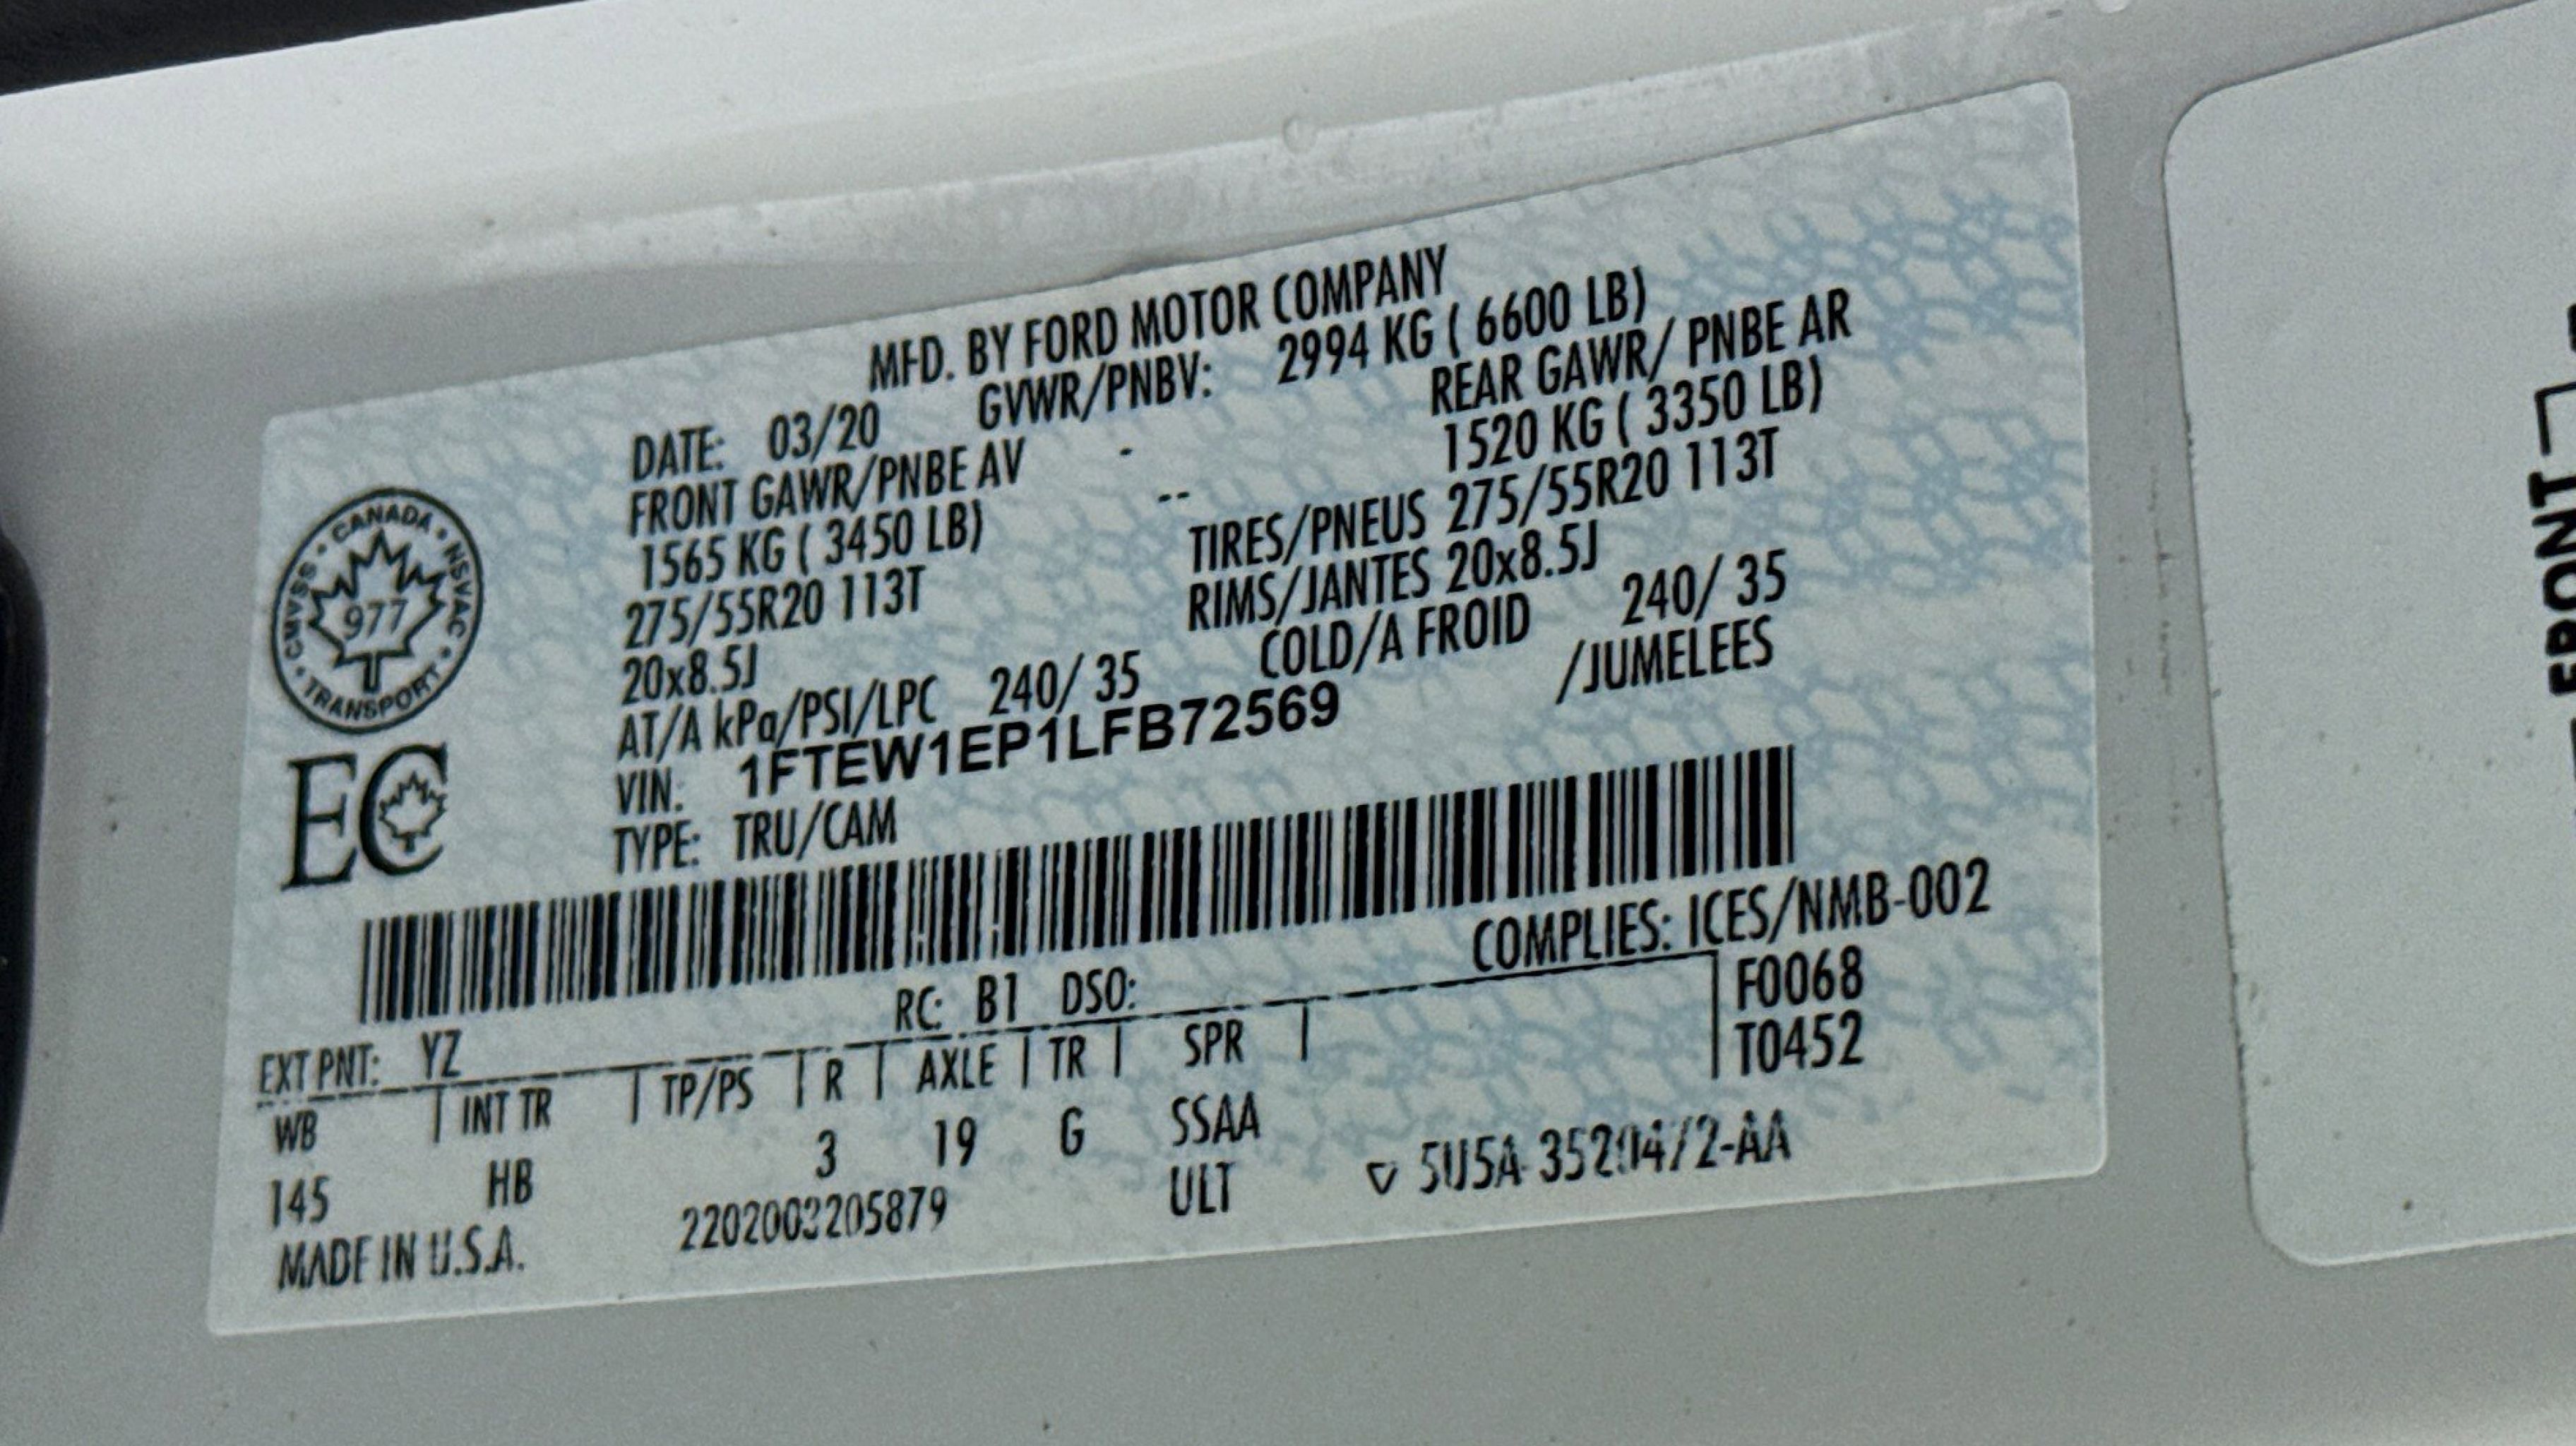 MFD. BY FORD MOTOR COMPANY
DATE: 03/20 GVWR/PNBV: 2994 KG ( 6600 LB)
FRONT GAWR/PNBE AV - REAR GAWR/ PNBE AR
1565 KG ( 3450 LB) -- 1520 KG ( 3350 LB)
275/55R20 113T TIRES/PNEUS 275/55R20 113T
20x8.5J RIMS/JANTES 20x8.5J
AT/A kPa/PSI/LPC 240/ 35 COLD/A FROID 240/ 35
VIN: 1FTEW1EP1LFB72569 /JUMELEES
TYPE: TRU/CAM
CMVSS · CANADA · NSVAC · TRANSPORT
977
EC
COMPLIES: ICES/NMB-002
RC: B1 DSO: F0068
EXT PNT: YZ T0452
WB | INT TR | TP/PS | R | AXLE | TR | SPR |
145 HB 3 19 G SSAA
ULT
MADE IN U.S.A. 2202003205879 ▽ 5U5A-3520472-AA
FRONT